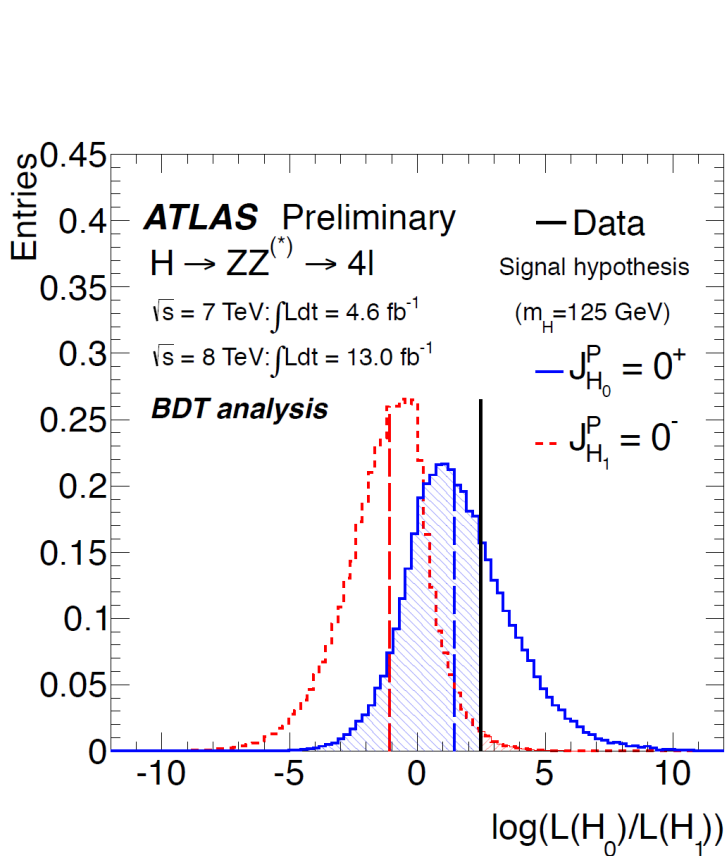 Entries
0.45
0.4
0.35
0.3
0.25
0.2
0.15
0.1
0.05
0
ATLAS Preliminary
H → ZZ(*) → 4l
√s = 7 TeV:∫Ldt = 4.6 fb-1
√s = 8 TeV:∫Ldt = 13.0 fb-1
BDT analysis
Data
Signal hypothesis
(mH=125 GeV)
JPH0 = 0+
JPH1 = 0-
-10 -5 0 5 10
log(L(H0)/L(H1))